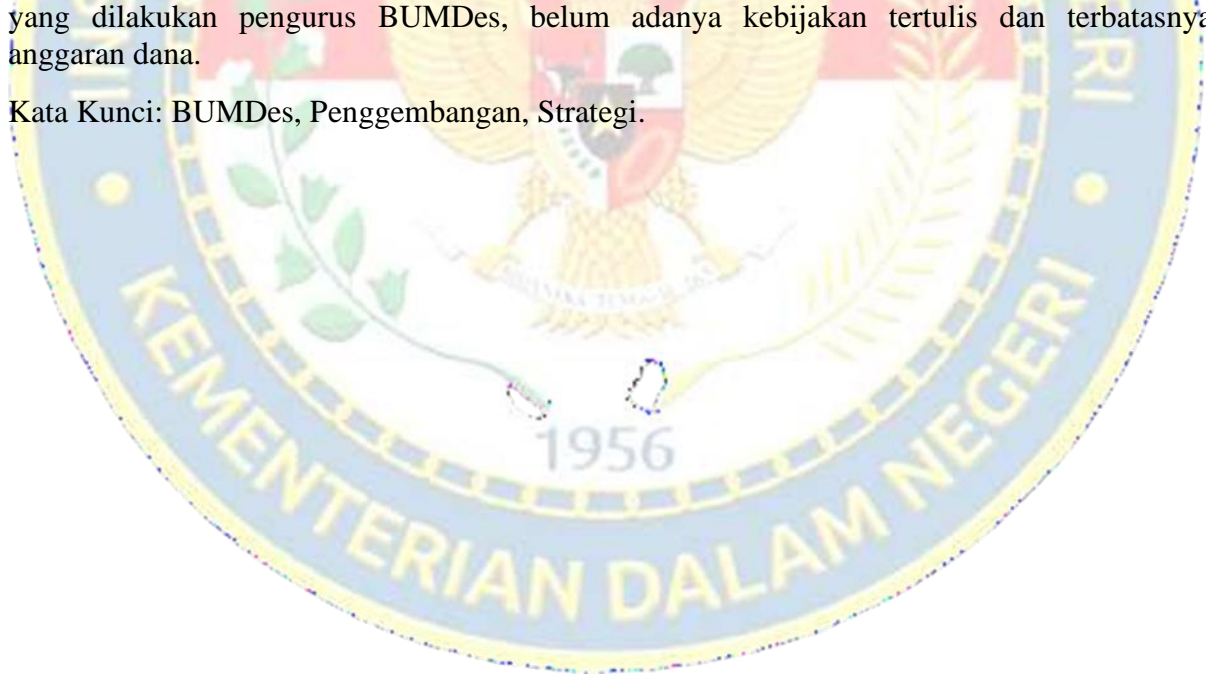 yang dilakukan pengurus BUMDes, belum adanya kebijakan tertulis dan terbatasnya
anggaran dana.
Kata Kunci: BUMDes, Penggembangan, Strategi.
1956
KEMENTERIAN DALAM NEGERI